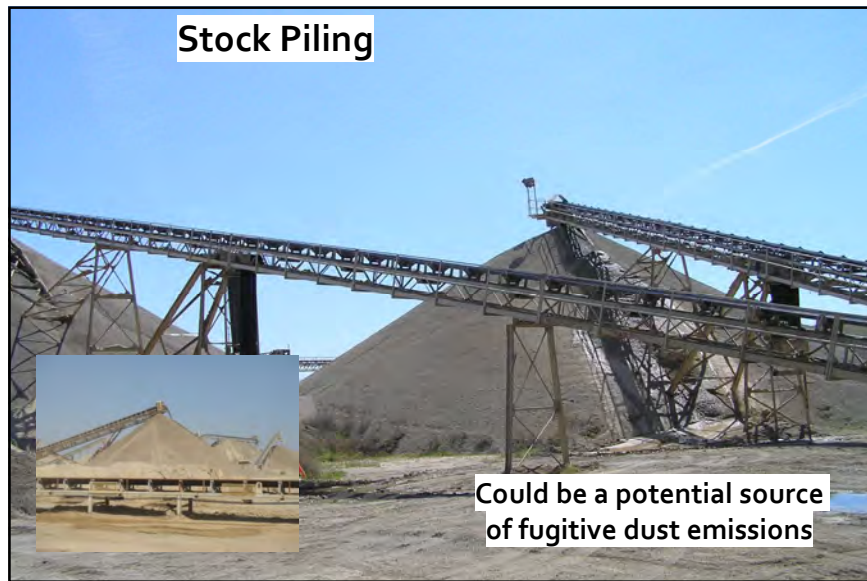 Stock Piling
Could be a potential source
of fugitive dust emissions